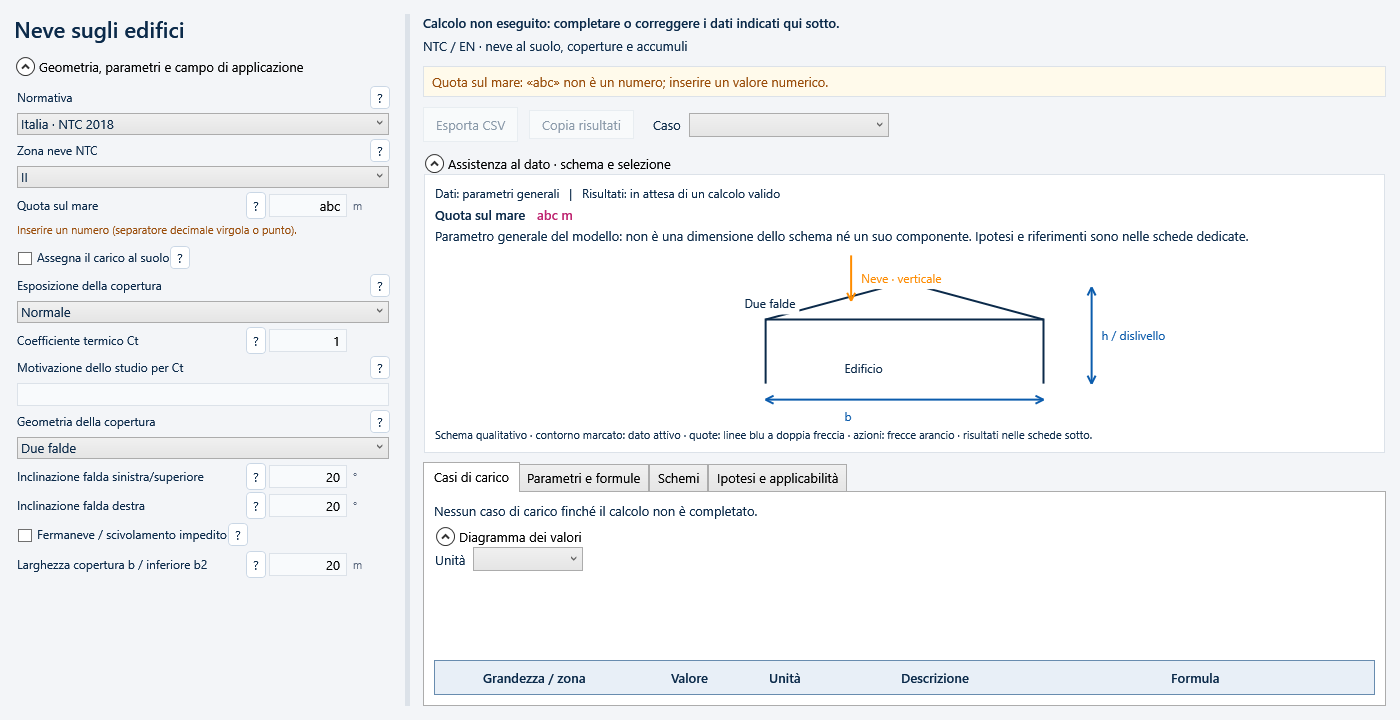 Neve sugli edifici
Geometria, parametri e campo di applicazione
Normativa ?
Italia · NTC 2018
Zona neve NTC ?
II
Quota sul mare ? abc m
Inserire un numero (separatore decimale virgola o punto).
Assegna il carico al suolo ?
Esposizione della copertura ?
Normale
Coefficiente termico Ct ? 1
Motivazione dello studio per Ct ?
Geometria della copertura ?
Due falde
Inclinazione falda sinistra/superiore ? 20 °
Inclinazione falda destra ? 20 °
Fermaneve / scivolamento impedito ?
Larghezza copertura b / inferiore b2 ? 20 m
Calcolo non eseguito: completare o correggere i dati indicati qui sotto.
NTC / EN · neve al suolo, coperture e accumuli
Quota sul mare: «abc» non è un numero; inserire un valore numerico.
Esporta CSV Copia risultati Caso
Assistenza al dato · schema e selezione
Dati: parametri generali | Risultati: in attesa di un calcolo valido
Quota sul mare abc m
Parametro generale del modello: non è una dimensione dello schema né un suo componente. Ipotesi e riferimenti sono nelle schede dedicate.
Neve · verticale
Due falde
h / dislivello
Edificio
b
Schema qualitativo · contorno marcato: dato attivo · quote: linee blu a doppia freccia · azioni: frecce arancio · risultati nelle schede sotto.
Casi di carico Parametri e formule Schemi Ipotesi e applicabilità
Nessun caso di carico finché il calcolo non è completato.
Diagramma dei valori
Unità
Grandezza / zona Valore Unità Descrizione Formula